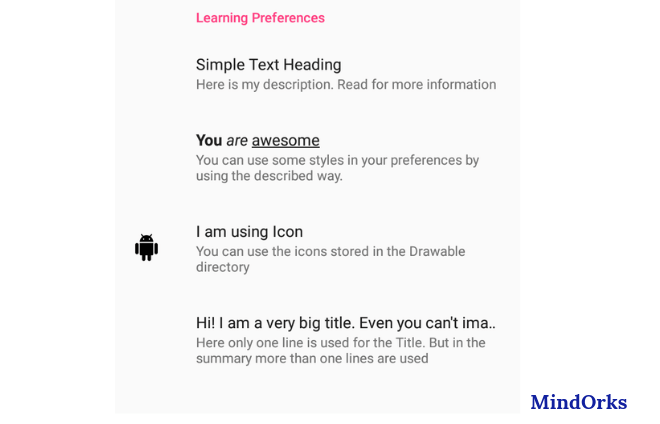 Learning Preferences
Simple Text Heading
Here is my description. Read for more information
You are awesome
You can use some styles in your preferences by
using the described way.
I am using Icon
You can use the icons stored in the Drawable
directory
Hi! I am a very big title. Even you can't ima..
Here only one line is used for the Title. But in the
summary more than one lines are used
MindOrks